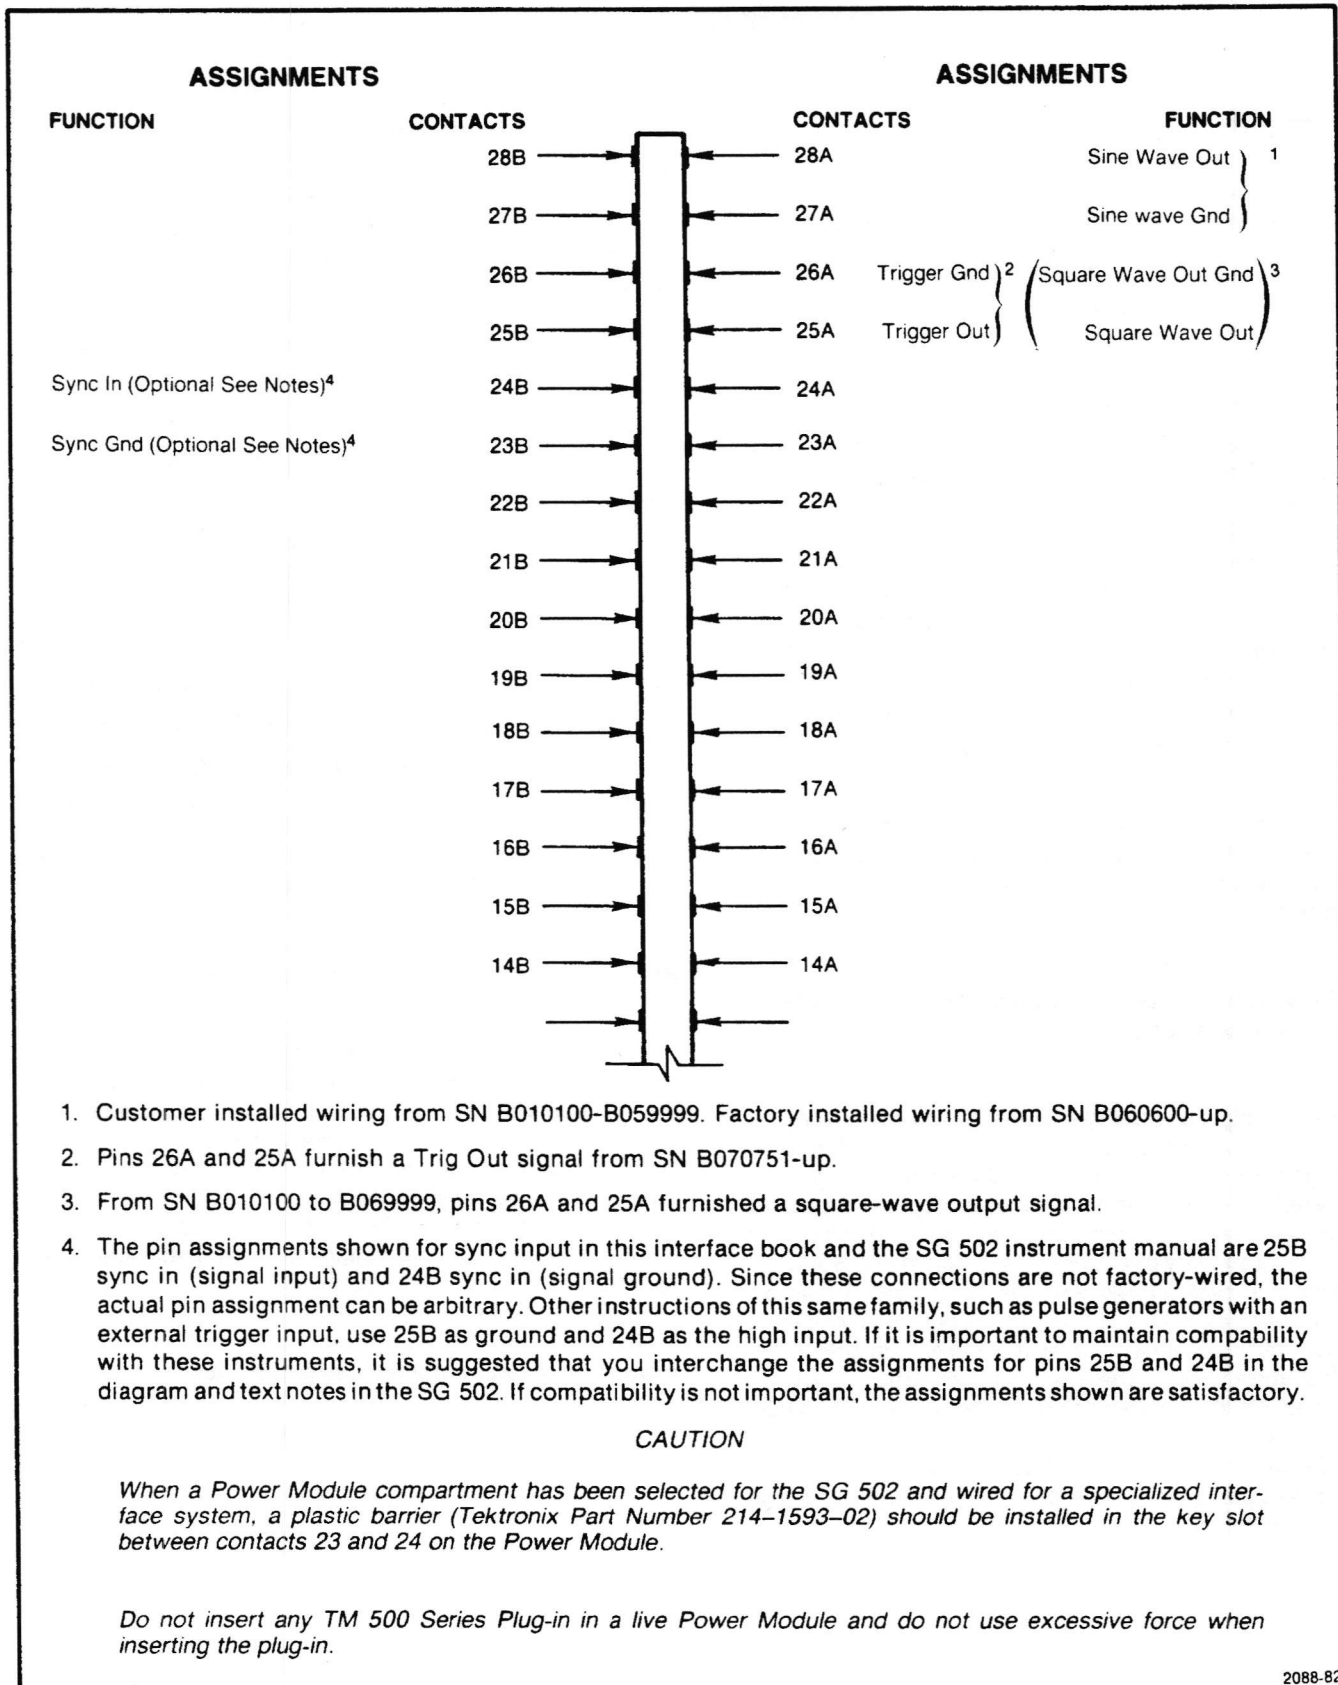 ASSIGNMENTS ASSIGNMENTS
FUNCTION CONTACTS CONTACTS FUNCTION
28B 28A Sine Wave Out 1
27B 27A Sine wave Gnd
26B 26A Trigger Gnd 2 Square Wave Out Gnd 3
25B 25A Trigger Out Square Wave Out
Sync In (Optional See Notes)4 24B 24A
Sync Gnd (Optional See Notes)4 23B 23A
22B 22A
21B 21A
20B 20A
19B 19A
18B 18A
17B 17A
16B 16A
15B 15A
14B 14A
1. Customer installed wiring from SN B010100-B059999. Factory installed wiring from SN B060600-up.
2. Pins 26A and 25A furnish a Trig Out signal from SN B070751-up.
3. From SN B010100 to B069999, pins 26A and 25A furnished a square-wave output signal.
4. The pin assignments shown for sync input in this interface book and the SG 502 instrument manual are 25B
sync in (signal input) and 24B sync in (signal ground). Since these connections are not factory-wired, the
actual pin assignment can be arbitrary. Other instructions of this same family, such as pulse generators with an
external trigger input, use 25B as ground and 24B as the high input. If it is important to maintain compability
with these instruments, it is suggested that you interchange the assignments for pins 25B and 24B in the
diagram and text notes in the SG 502. If compatibility is not important, the assignments shown are satisfactory.
CAUTION
When a Power Module compartment has been selected for the SG 502 and wired for a specialized inter-
face system, a plastic barrier (Tektronix Part Number 214–1593–02) should be installed in the key slot
between contacts 23 and 24 on the Power Module.
Do not insert any TM 500 Series Plug-in in a live Power Module and do not use excessive force when
inserting the plug-in.
2088-82